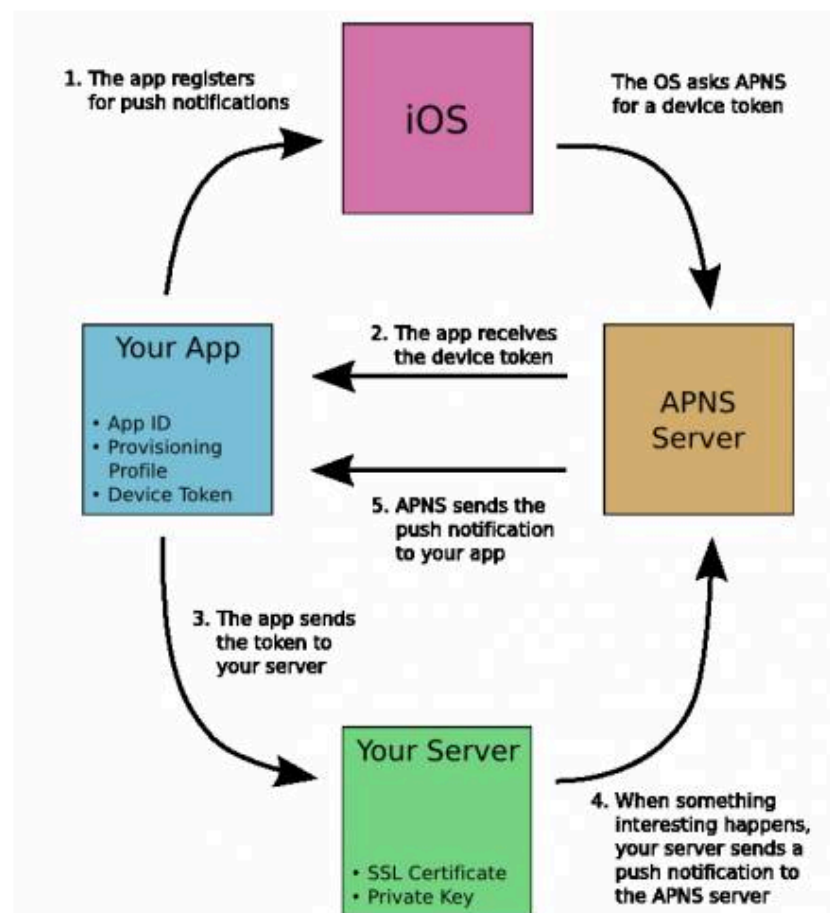 1. The app registers
for push notifications
iOS
The OS asks APNS
for a device token
Your App
• App ID
• Provisioning
Profile
• Device Token
2. The app receives
the device token
APNS
Server
5. APNS sends the
push notification
to your app
3. The app sends
the token to
your server
Your Server
• SSL Certificate
• Private Key
4. When something
interesting happens,
your server sends a
push notification to
the APNS server